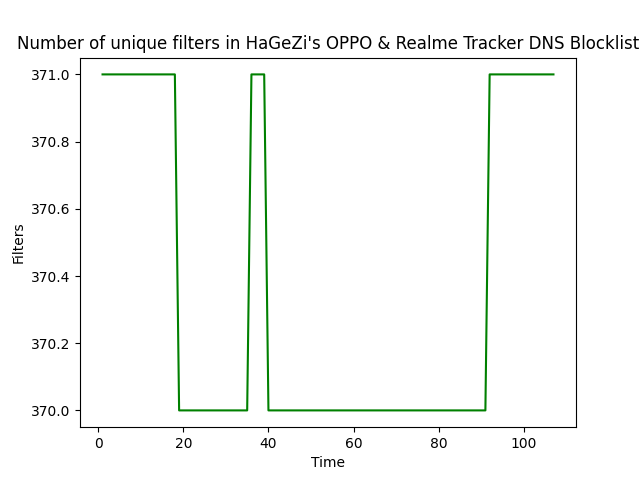 Number of unique filters in HaGeZi's OPPO & Realme Tracker DNS Blocklist
371.0
370.8
370.6
370.4
370.2
370.0
Filters
0 20 40 60 80 100
Time